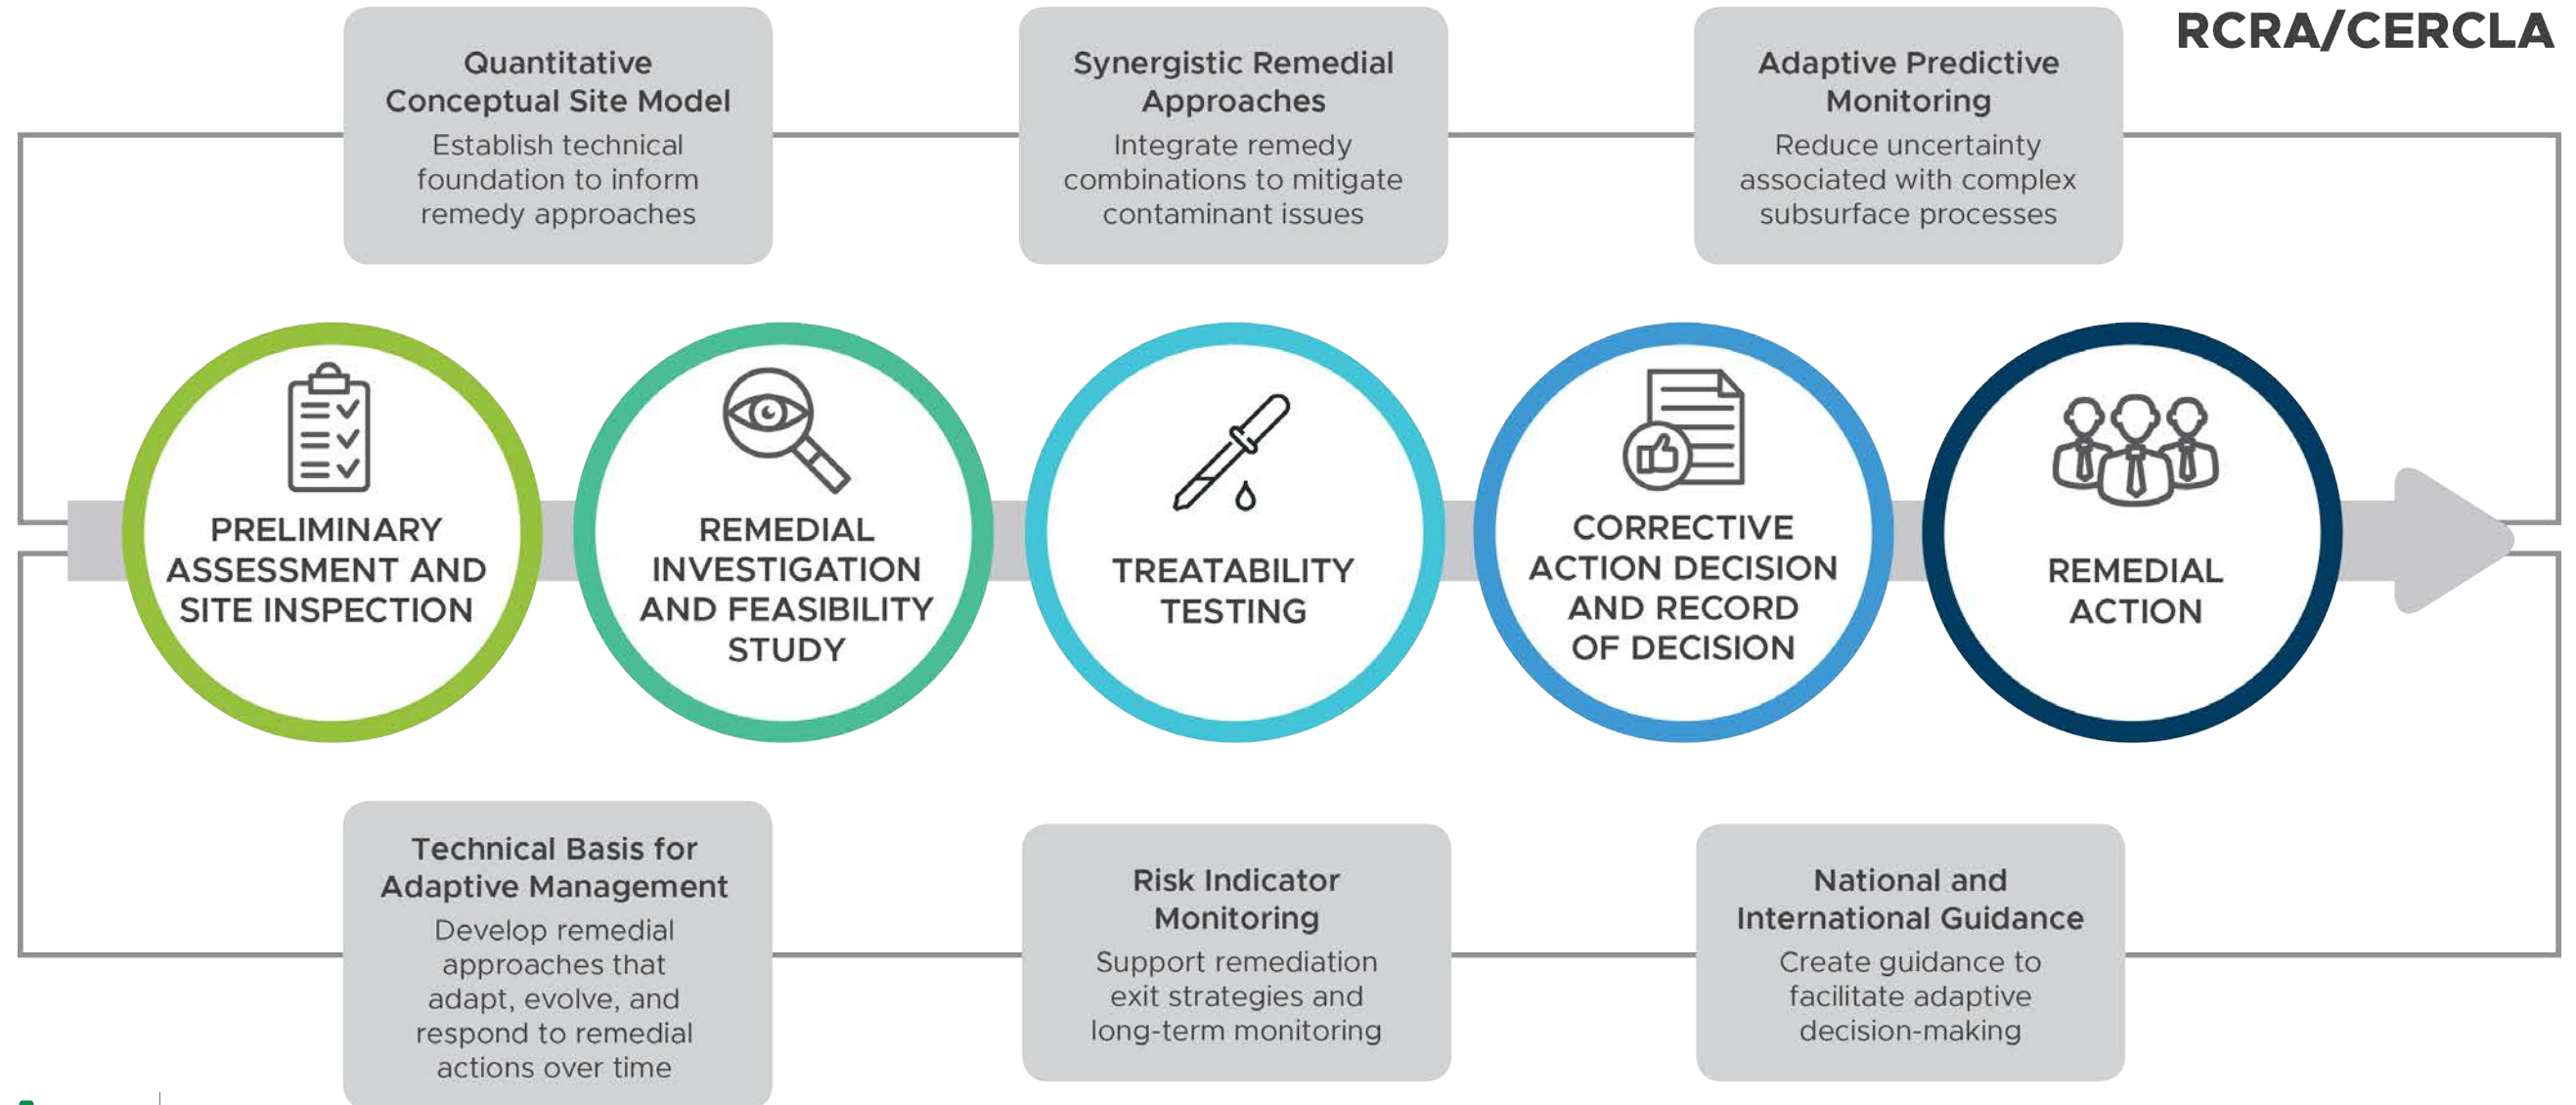 RCRA/CERCLA
Quantitative
Conceptual Site Model
Establish technical
foundation to inform
remedy approaches
Synergistic Remedial
Approaches
Integrate remedy
combinations to mitigate
contaminant issues
Adaptive Predictive
Monitoring
Reduce uncertainty
associated with complex
subsurface processes
PRELIMINARY
ASSESSMENT AND
SITE INSPECTION
REMEDIAL
INVESTIGATION
AND FEASIBILITY
STUDY
TREATABILITY
TESTING
CORRECTIVE
ACTION DECISION
AND RECORD
OF DECISION
REMEDIAL
ACTION
Technical Basis for
Adaptive Management
Develop remedial
approaches that
adapt, evolve, and
respond to remedial
actions over time
Risk Indicator
Monitoring
Support remediation
exit strategies and
long-term monitoring
National and
International Guidance
Create guidance to
facilitate adaptive
decision-making